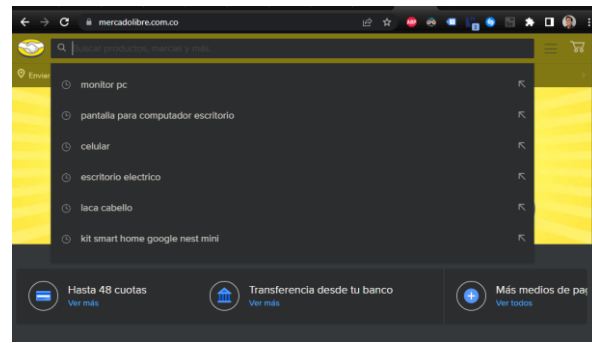 mercadolibre.com.co
Buscar productos, marcas y más...
Enviar
monitor pc
pantalla para computador escritorio
celular
escritorio electrico
laca cabello
kit smart home google nest mini
Hasta 48 cuotas
Ver más
Transferencia desde tu banco
Ver más
Más medios de pag
Ver todos